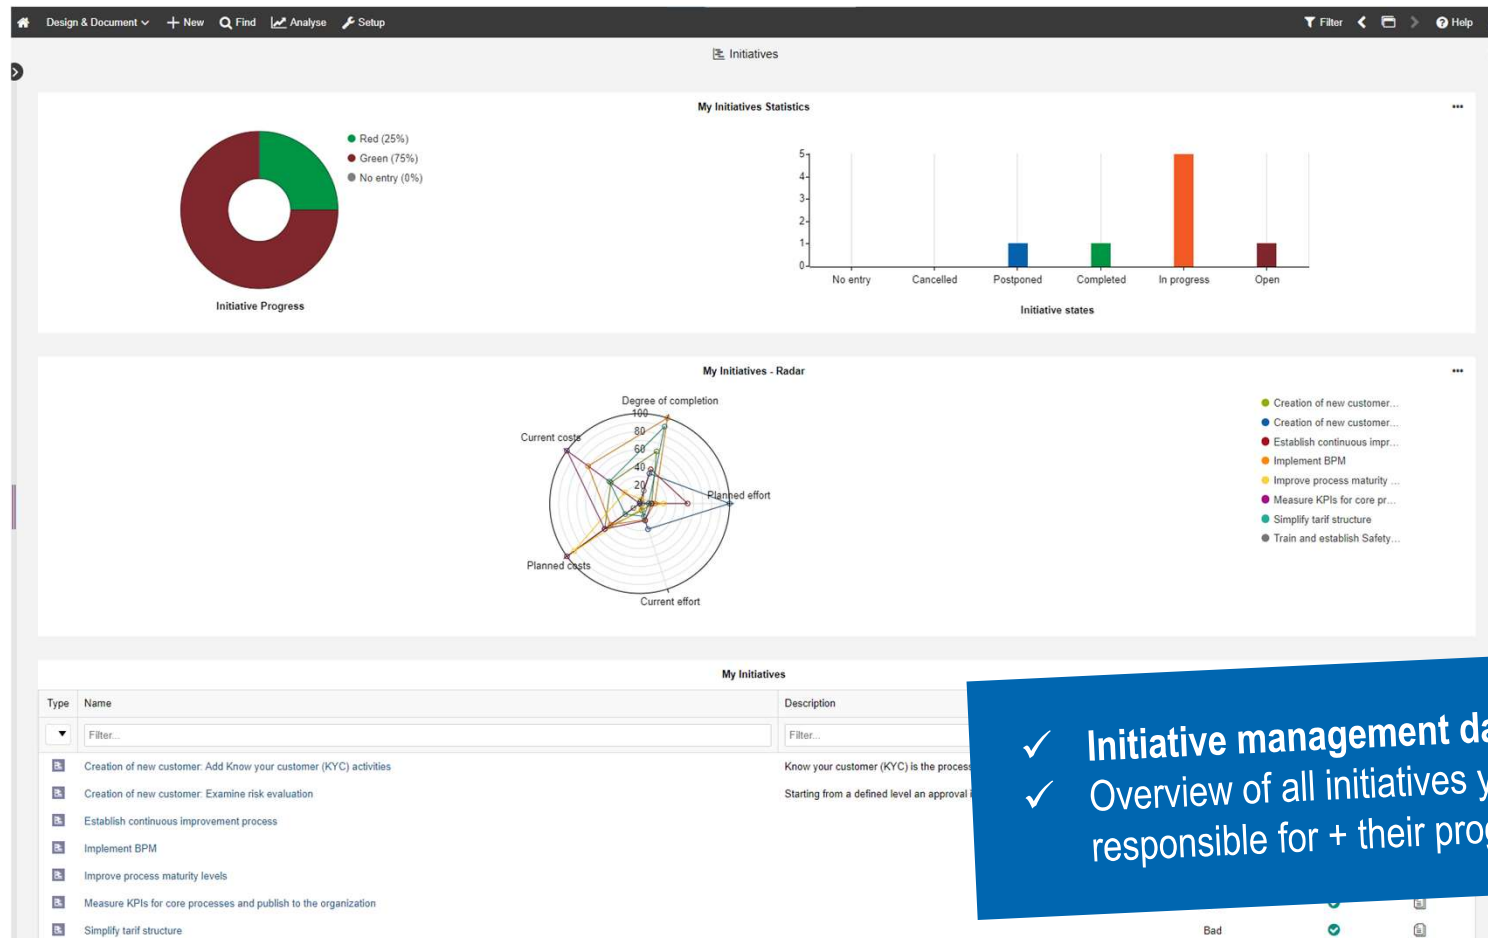 Design & Document
New
Find
Analyse
Setup
Filter
Help
Initiatives
My Initiatives Statistics
Red (25%)
Green (75%)
No entry (0%)
Initiative Progress
5
4
3
2
1
0
No entry
Cancelled
Postponed
Completed
In progress
Open
Initiative states
My Initiatives - Radar
Degree of completion
100
80
60
40
20
Current costs
Planned effort
Planned costs
Current effort
Creation of new customer...
Creation of new customer...
Establish continuous impr...
Implement BPM
Improve process maturity ...
Measure KPIs for core pr...
Simplify tarif structure
Train and establish Safety...
My Initiatives
Type Name Description
Filter... Filter...
Creation of new customer: Add Know your customer (KYC) activities Know your customer (KYC) is the process
Creation of new customer: Examine risk evaluation Starting from a defined level an approval i
Establish continuous improvement process
Implement BPM
Improve process maturity levels
Measure KPIs for core processes and publish to the organization
Simplify tarif structure Bad
✓ Initiative management da
✓ Overview of all initiatives y
responsible for + their prog